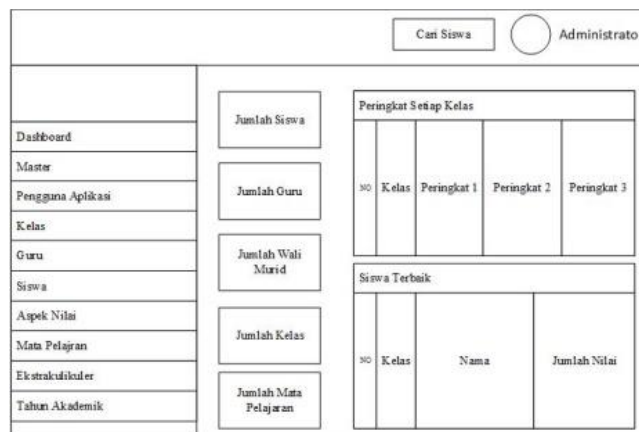 Cari Siswa
Administrato
Dashboard
Master
Pengguna Aplikasi
Kelas
Guru
Siswa
Aspek Nilai
Mata Pelajran
Ekstrakulikuler
Tahun Akademik
Jumlah Siswa
Jumlah Guru
Jumlah Wali
Murid
Jumlah Kelas
Jumlah Mata
Pelajaran
Peringkat Setiap Kelas
NO Kelas Peringkat 1 Peringkat 2 Peringkat 3
Siswa Terbaik
NO Kelas Nama Jumlah Nilai